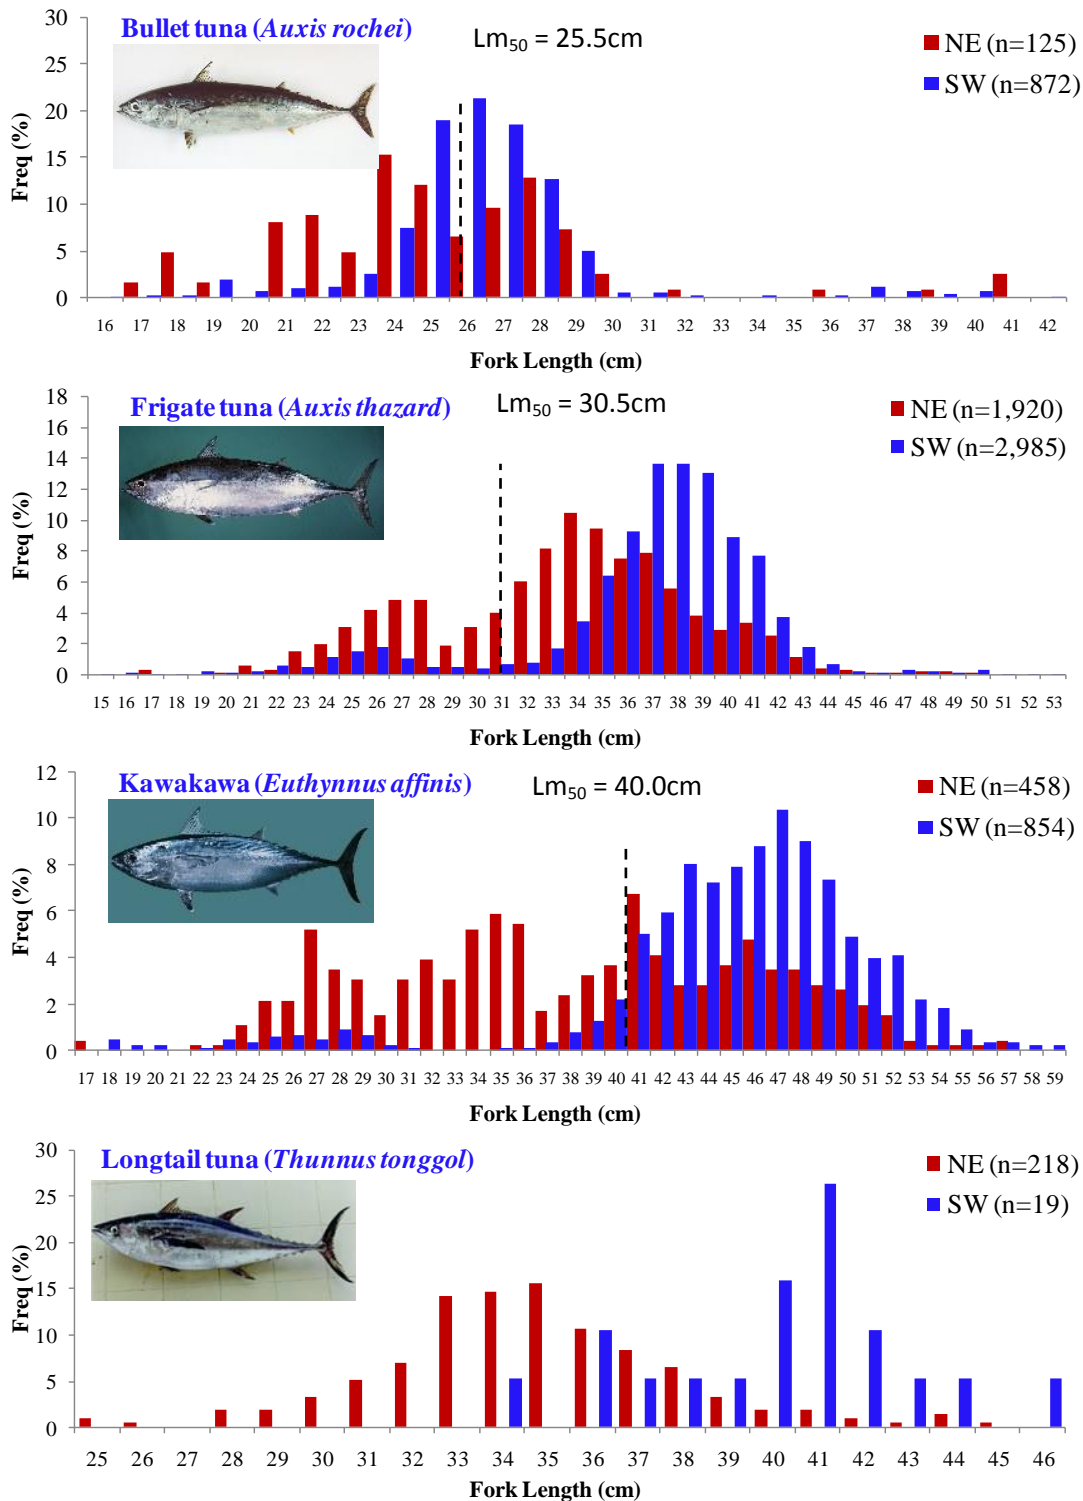 Bullet tuna (Auxis rochei)
Lm50 = 25.5cm
NE (n=125)
SW (n=872)
Freq (%)
30
25
20
15
10
5
0
16 17 18 19 20 21 22 23 24 25 26 27 28 29 30 31 32 33 34 35 36 37 38 39 40 41 42
Fork Length (cm)
Frigate tuna (Auxis thazard)
Lm50 = 30.5cm
NE (n=1,920)
SW (n=2,985)
Freq (%)
18
16
14
12
10
8
6
4
2
0
15 16 17 18 19 20 21 22 23 24 25 26 27 28 29 30 31 32 33 34 35 36 37 38 39 40 41 42 43 44 45 46 47 48 49 50 51 52 53
Fork Length (cm)
Kawakawa (Euthynnus affinis)
Lm50 = 40.0cm
NE (n=458)
SW (n=854)
Freq (%)
12
10
8
6
4
2
0
17 18 19 20 21 22 23 24 25 26 27 28 29 30 31 32 33 34 35 36 37 38 39 40 41 42 43 44 45 46 47 48 49 50 51 52 53 54 55 56 57 58 59
Fork Length (cm)
Longtail tuna (Thunnus tonggol)
NE (n=218)
SW (n=19)
Freq (%)
30
25
20
15
10
5
0
25 26 27 28 29 30 31 32 33 34 35 36 37 38 39 40 41 42 43 44 45 46
Fork Length (cm)